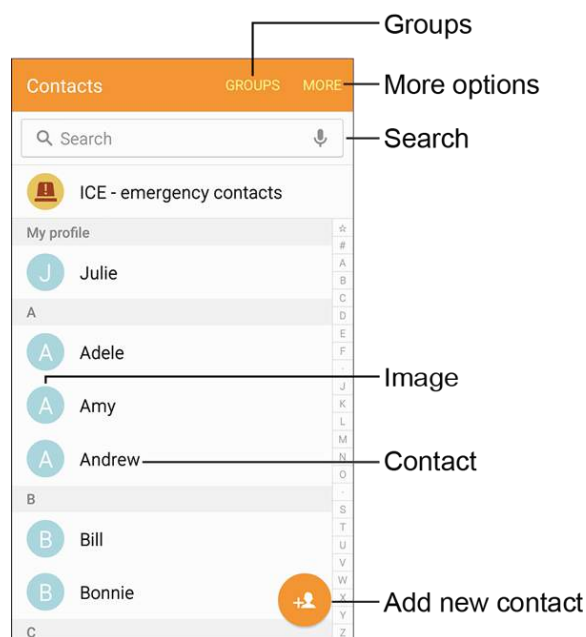 Groups
Contacts GROUPS MORE More options
Search Search
ICE - emergency contacts
My profile
☆
#
J Julie
A
B
C
A
D
E
A Adele
F
·
J
Image
A Amy
K
L
M
A Andrew
N
Contact
O
·
B
S
T
B Bill
U
V
W
B Bonnie
X
Add new contact
Y
C
Z